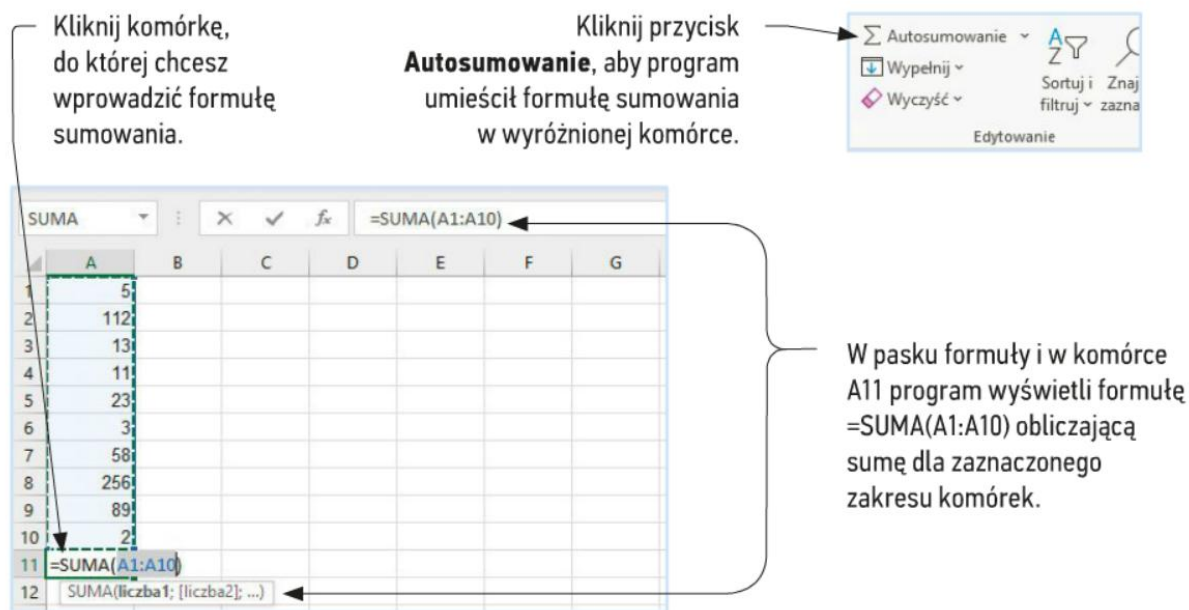 Kliknij komórkę,
do której chcesz
wprowadzić formułę
sumowania.
Kliknij przycisk
Autosumowanie, aby program
umieścił formułę sumowania
w wyróżnionej komórce.
Autosumowanie
Wypełnij
Wyczyść
Sortuj i
filtruj
Znaj
zazna
Edytowanie
SUMA
fx
=SUMA(A1:A10)
A B C D E F G
1 5
2 112
3 13
4 11
5 23
6 3
7 58
8 256
9 89
10 2
11 =SUMA(A1:A10)
12 SUMA(liczba1; [liczba2]; ...)
W pasku formuły i w komórce
A11 program wyświetli formułę
=SUMA(A1:A10) obliczającą
sumę dla zaznaczonego
zakresu komórek.